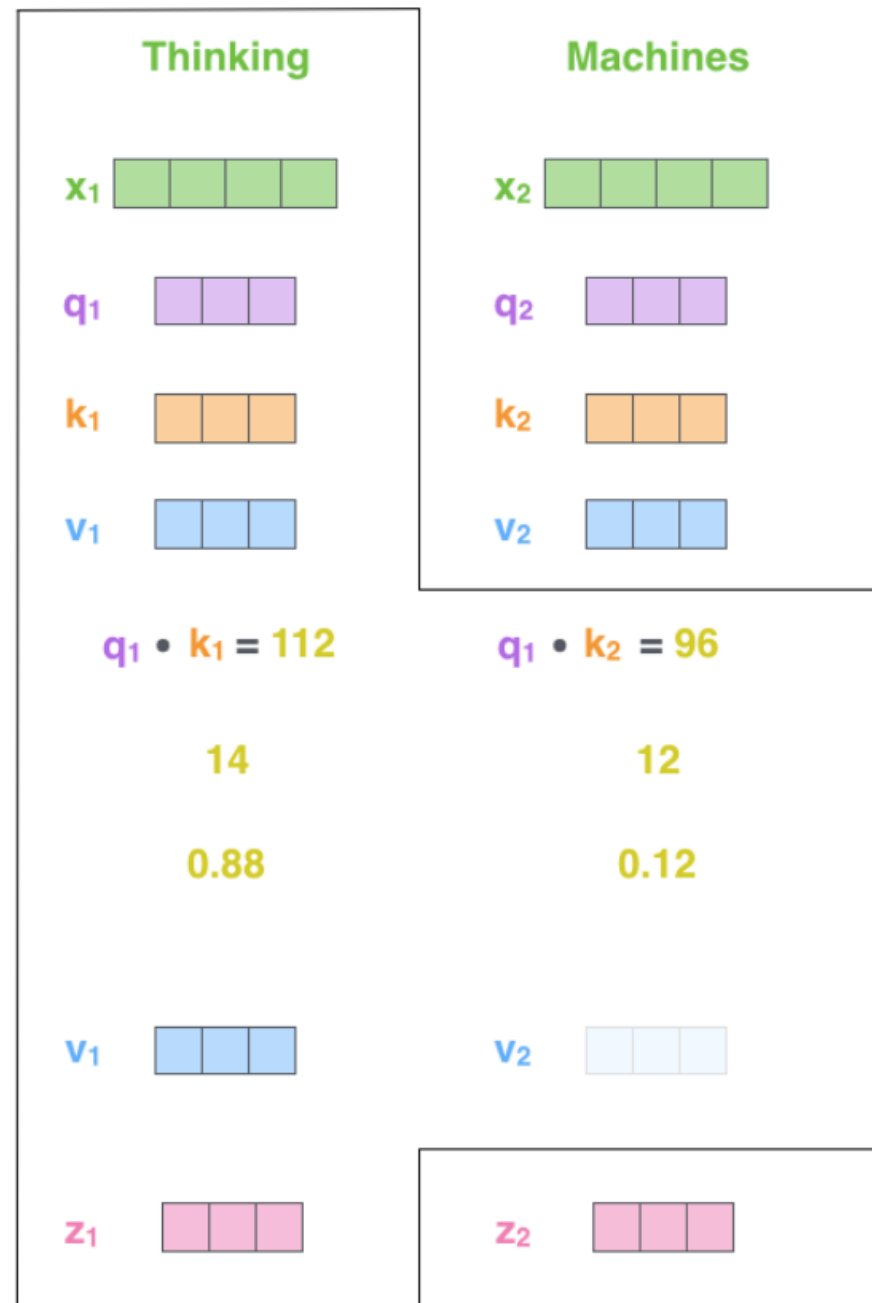 Thinking Machines
x₁ x₂
q₁ q₂
k₁ k₂
v₁ v₂
q₁ • k₁ = 112 q₁ • k₂ = 96
14 12
0.88 0.12
v₁ v₂
z₁ z₂